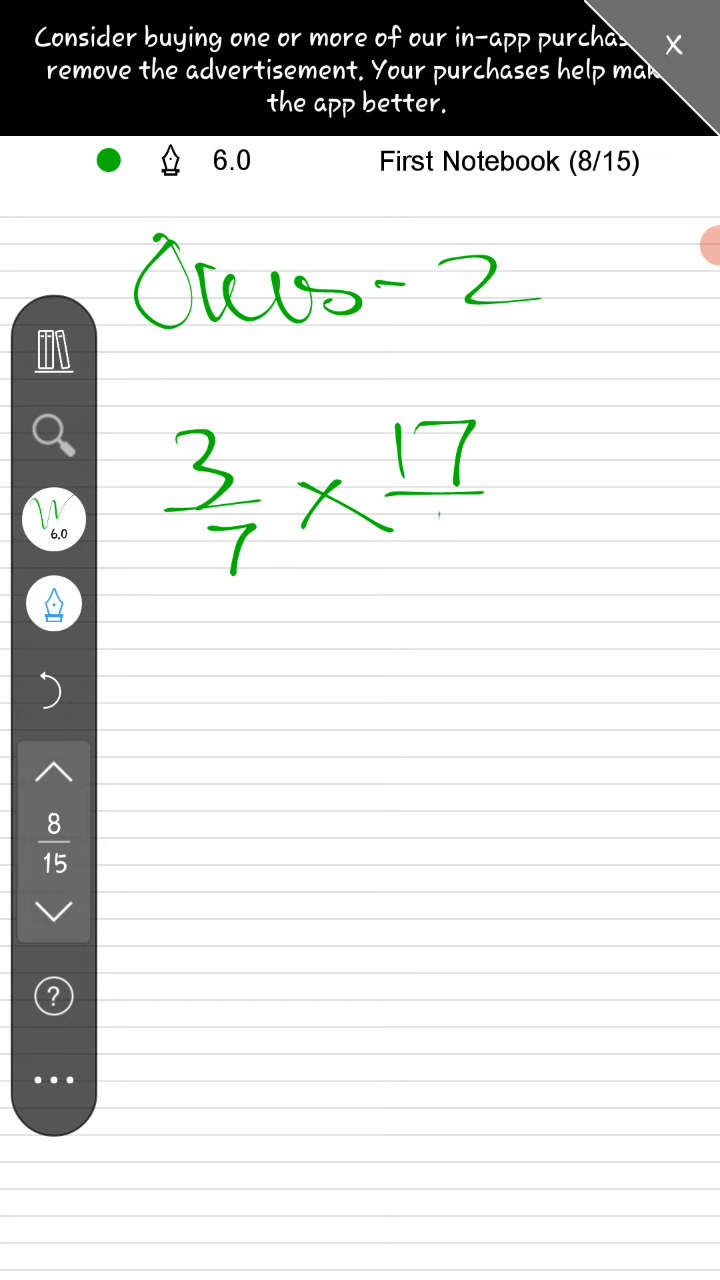 Consider buying one or more of our in-app purchas
remove the advertisement. Your purchases help mak
the app better.
X
6.0 First Notebook (8/15)
- 2
3/7 × 17/
6.0
8
15
?